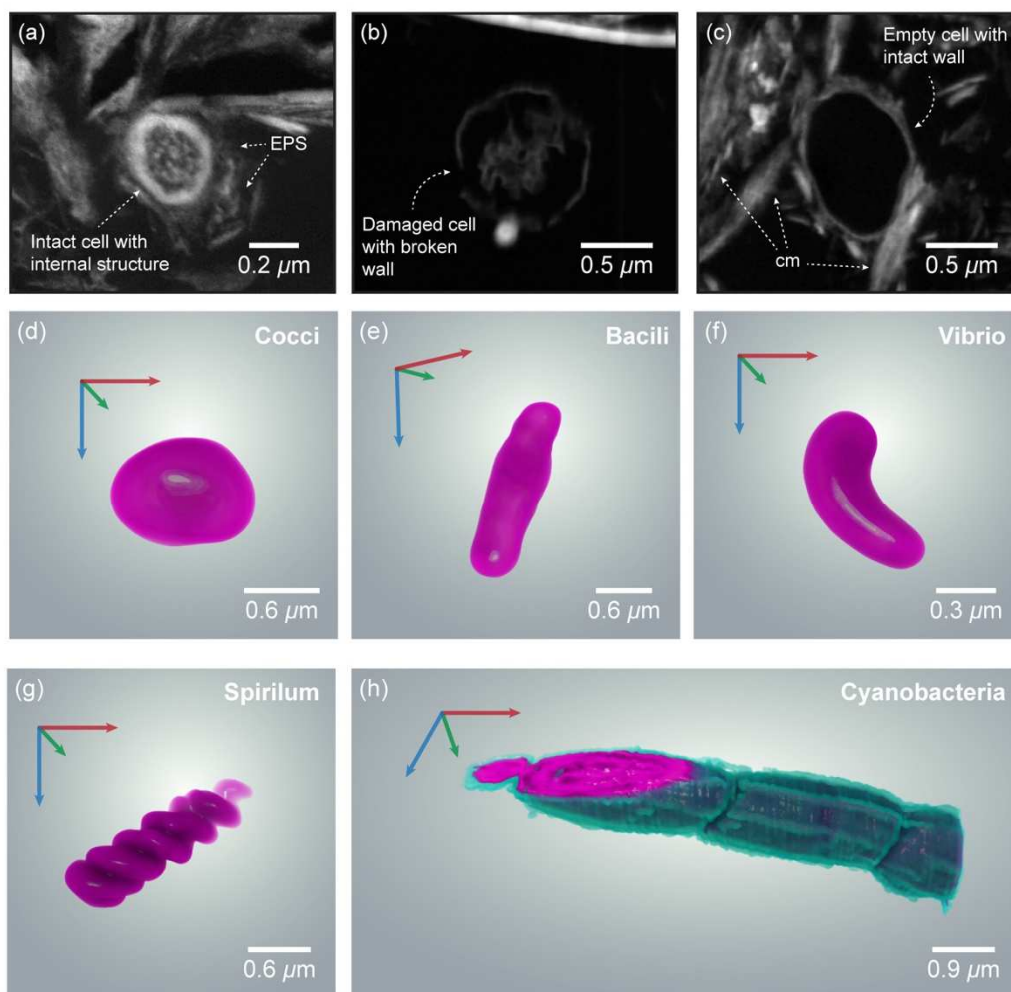 (a)
EPS
Intact cell with
internal structure
0.2 µm
(b)
Damaged cell
with broken
wall
0.5 µm
(c)
Empty cell with
intact wall
cm
0.5 µm
(d)
Cocci
0.6 µm
(e)
Bacili
0.6 µm
(f)
Vibrio
0.3 µm
(g)
Spirilum
0.6 µm
(h)
Cyanobacteria
0.9 µm